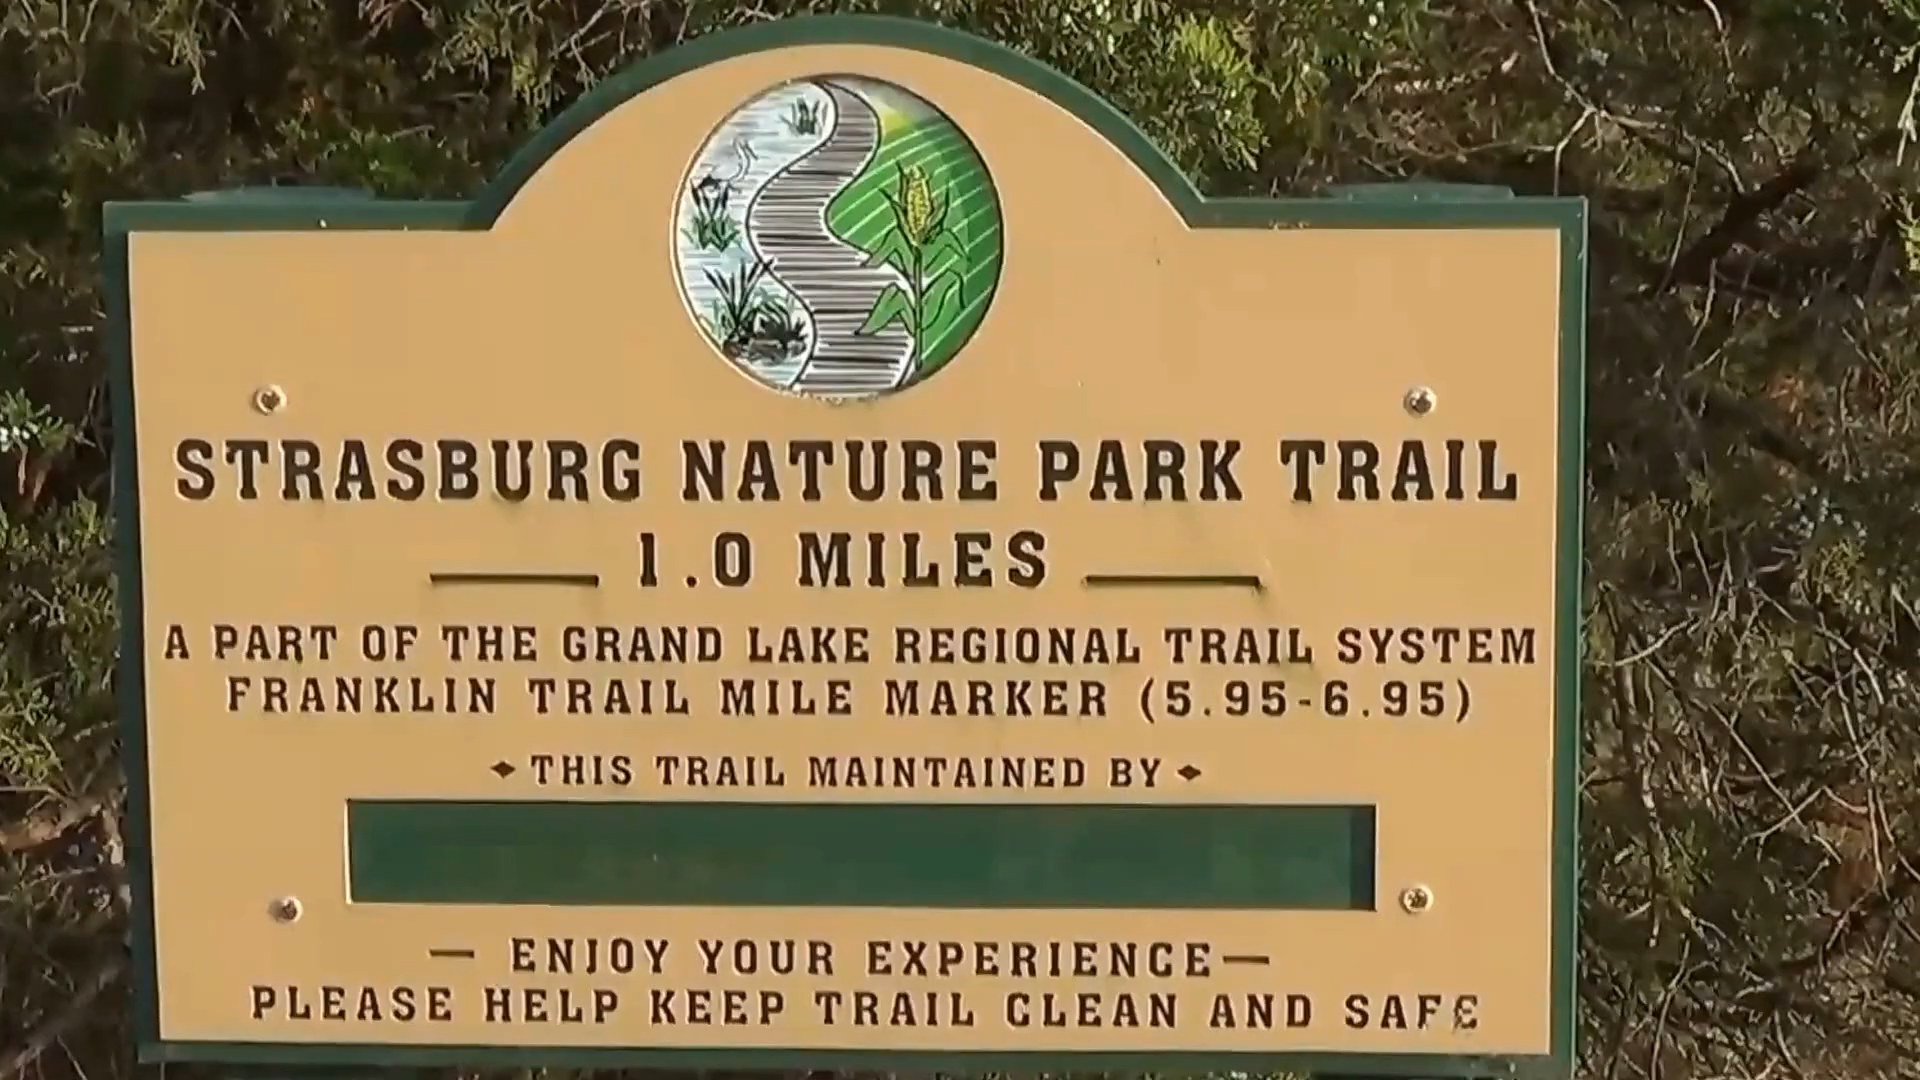 STRASBURG NATURE PARK TRAIL
1.0 MILES
A PART OF THE GRAND LAKE REGIONAL TRAIL SYSTEM
FRANKLIN TRAIL MILE MARKER (5.95-6.95)
THIS TRAIL MAINTAINED BY
— ENJOY YOUR EXPERIENCE —
PLEASE HELP KEEP TRAIL CLEAN AND SAFE